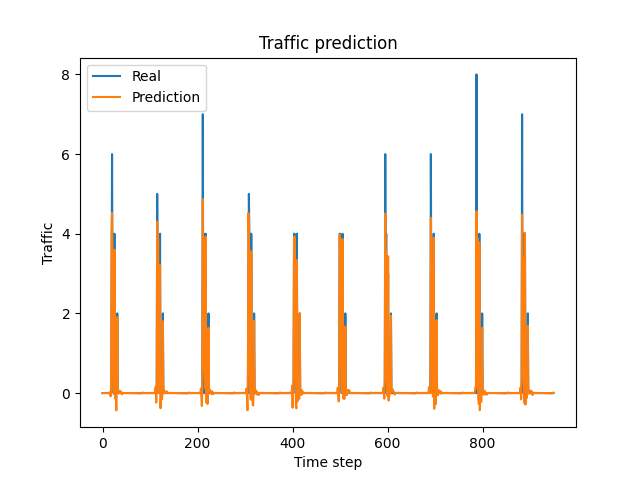 Traffic prediction
Real
Prediction
8
6
4
2
0
Traffic
0 200 400 600 800
Time step